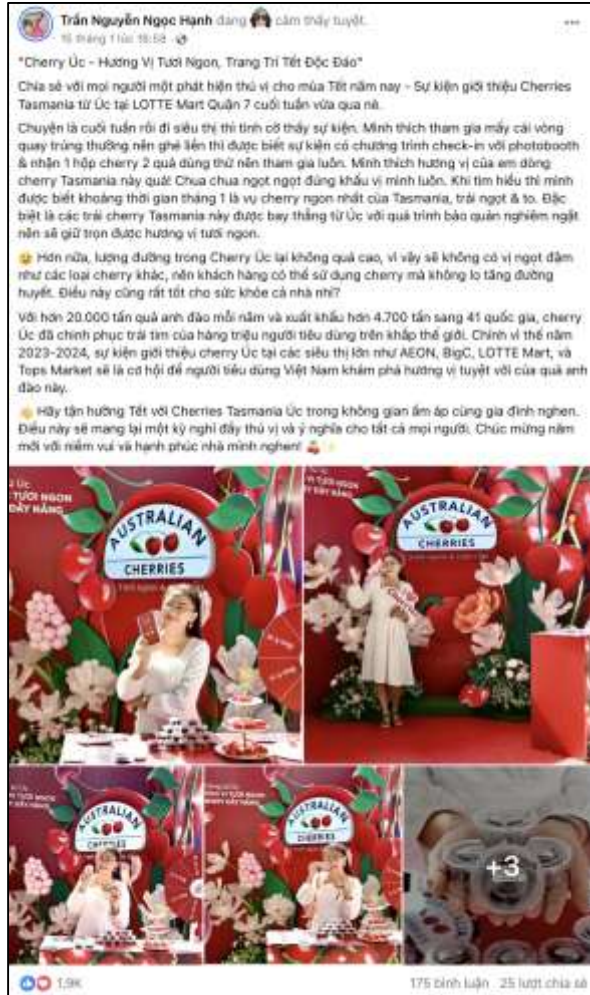 Trần Nguyễn Ngọc Hạnh đang cảm thấy tuyệt.
15 tháng 1 lúc 18:58
"Cherry Úc - Hương Vị Tươi Ngon, Trang Trí Tết Độc Đáo"
Chia sẻ với mọi người một phát hiện thú vị cho mùa Tết năm nay - Sự kiện giới thiệu Cherries
Tasmania từ Úc tại LOTTE Mart Quận 7 cuối tuần vừa qua nè.
Chuyện là cuối tuần rồi đi siêu thị thì tình cờ thấy sự kiện. Mình thích tham gia mấy cái vòng
quay trúng thưởng nên ghé liền thì được biết sự kiện có chương trình check-in với photobooth
& nhận 1 hộp cherry 2 quả dùng thử nên tham gia luôn. Mình thích hương vị của em dòng
cherry Tasmania này quá! Chua chua ngọt ngọt đúng khẩu vị mình luôn. Khi tìm hiểu thì mình
được biết khoảng thời gian tháng 1 là vụ cherry ngon nhất của Tasmania, trái ngọt & to. Đặc
biệt là các trái cherry Tasmania này được bay thẳng từ Úc với quá trình bảo quản nghiêm ngặt
nên sẽ giữ trọn được hương vị tươi ngon.
Hơn nữa, lượng đường trong Cherry Úc lại không quá cao, vì vậy sẽ không có vị ngọt đậm
như các loại cherry khác, nên khách hàng có thể sử dụng cherry mà không lo tăng đường
huyết. Điều này cũng rất tốt cho sức khỏe cả nhà nhỉ?
Với hơn 20.000 tấn quả anh đào mỗi năm và xuất khẩu hơn 4.700 tấn sang 41 quốc gia, cherry
Úc đã chinh phục trái tim của hàng triệu người tiêu dùng trên khắp thế giới. Chính vì thế năm
2023-2024, sự kiện giới thiệu cherry Úc tại các siêu thị lớn như AEON, BigC, LOTTE Mart, và
Tops Market sẽ là cơ hội để người tiêu dùng Việt Nam khám phá hương vị tuyệt vời của quả anh
đào này.
Hãy tận hưởng Tết với Cherries Tasmania Úc trong không gian ấm áp cùng gia đình nghen.
Điều này sẽ mang lại một kỳ nghỉ đầy thú vị và ý nghĩa cho tất cả mọi người. Chúc mừng năm
mới với niềm vui và hạnh phúc nhà mình nghen!
TƯƠI NGON
ĐẦY NẮNG
AUSTRALIAN
CHERRIES
AUSTRALIAN
CHERRIES
AUSTRALIAN
CHERRIES
AUSTRALIAN
CHERRIES
+3
1,9K
175 bình luận 25 lượt chia sẻ